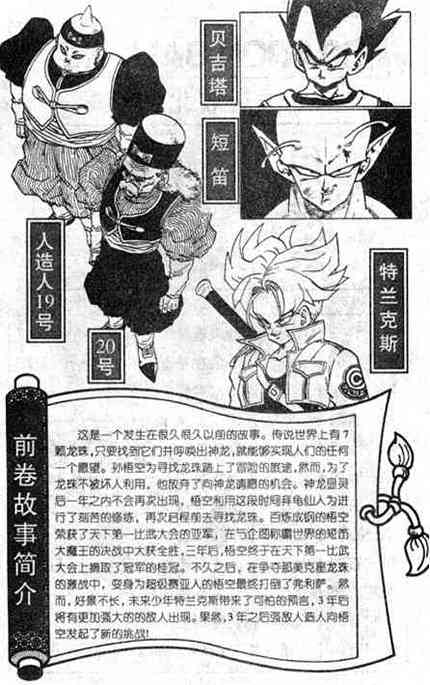 贝吉塔
短笛
人造人19号
20号
特兰克斯
前卷故事简介
这是一个发生在很久很久以前的故事。传说世界上有7
颗龙珠,只要找到它们并呼唤出神龙,就能够实现人们的任何
一个愿望。孙悟空为寻找龙珠踏上了冒险的旅途,然而,为了
龙珠不被坏人利用,他放弃了向神龙请愿的机会。神龙显灵
后一年之内不会再次出现,悟空利用这段时间拜龟仙人为进
行了刻苦的修炼,再次启程前去寻找龙珠。百炼成钢的悟空
荣获了天下第一比武大会的亚军,在与企图称霸世界的短笛
大魔王的决战中大获全胜,三年后,悟空终于在天下第一比武
大会上摘取了冠军的桂冠。不久之后,在争夺那美克星龙珠
的激战中,变身为超级赛亚人的悟空最终打倒了弗利萨。然
而,好景不长,未来少年特兰克斯带来了可怕的预言,3年后
将有更加强大的的敌人出现。果然,3年之后强敌人造人向悟
空发起了新的挑战!